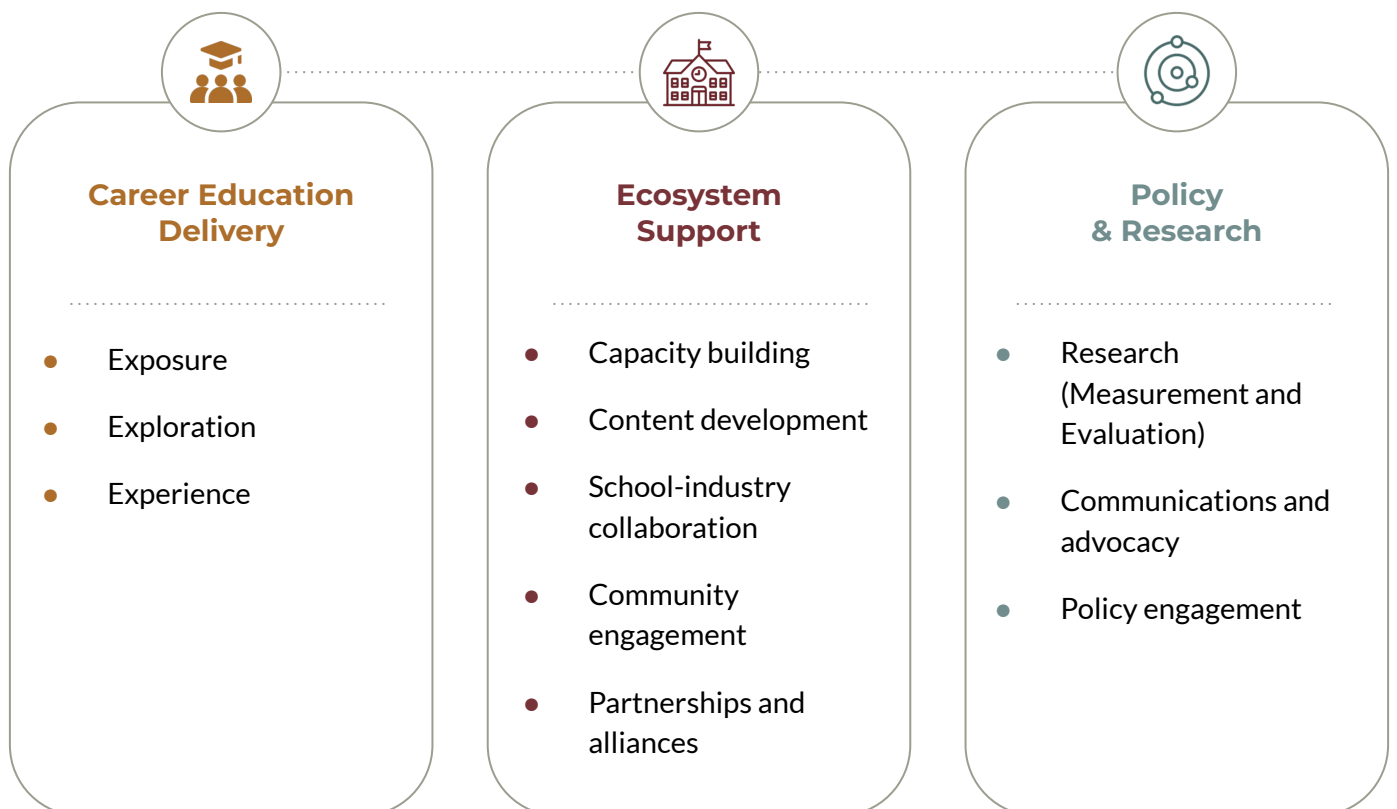 Career Education
Delivery
Exposure
Exploration
Experience
Ecosystem
Support
Capacity building
Content development
School-industry
collaboration
Community
engagement
Partnerships and
alliances
Policy
& Research
Research
(Measurement and
Evaluation)
Communications and
advocacy
Policy engagement